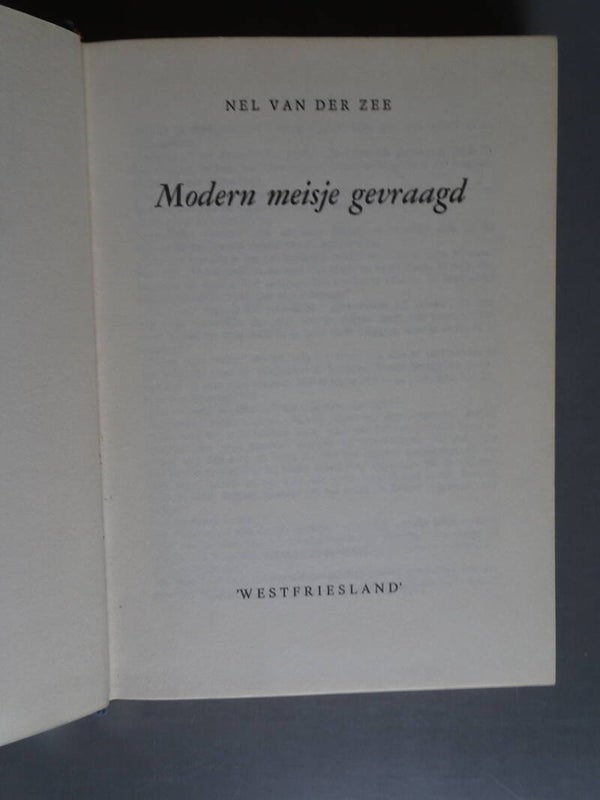 NEL VAN DER ZEE
Modern meisje gevraagd
'WESTFRIESLAND'